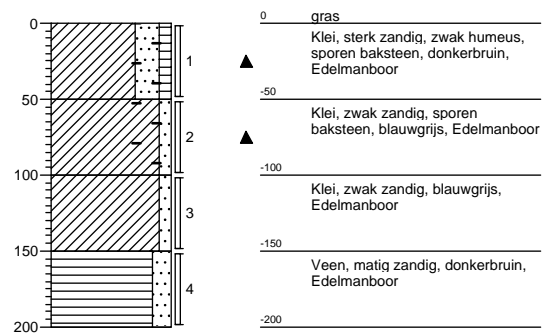 0
50
100
150
200
1
2
3
4
0 gras
Klei, sterk zandig, zwak humeus,
sporen baksteen, donkerbruin,
Edelmanboor
-50
Klei, zwak zandig, sporen
baksteen, blauwgrijs, Edelmanboor
-100
Klei, zwak zandig, blauwgrijs,
Edelmanboor
-150
Veen, matig zandig, donkerbruin,
Edelmanboor
-200